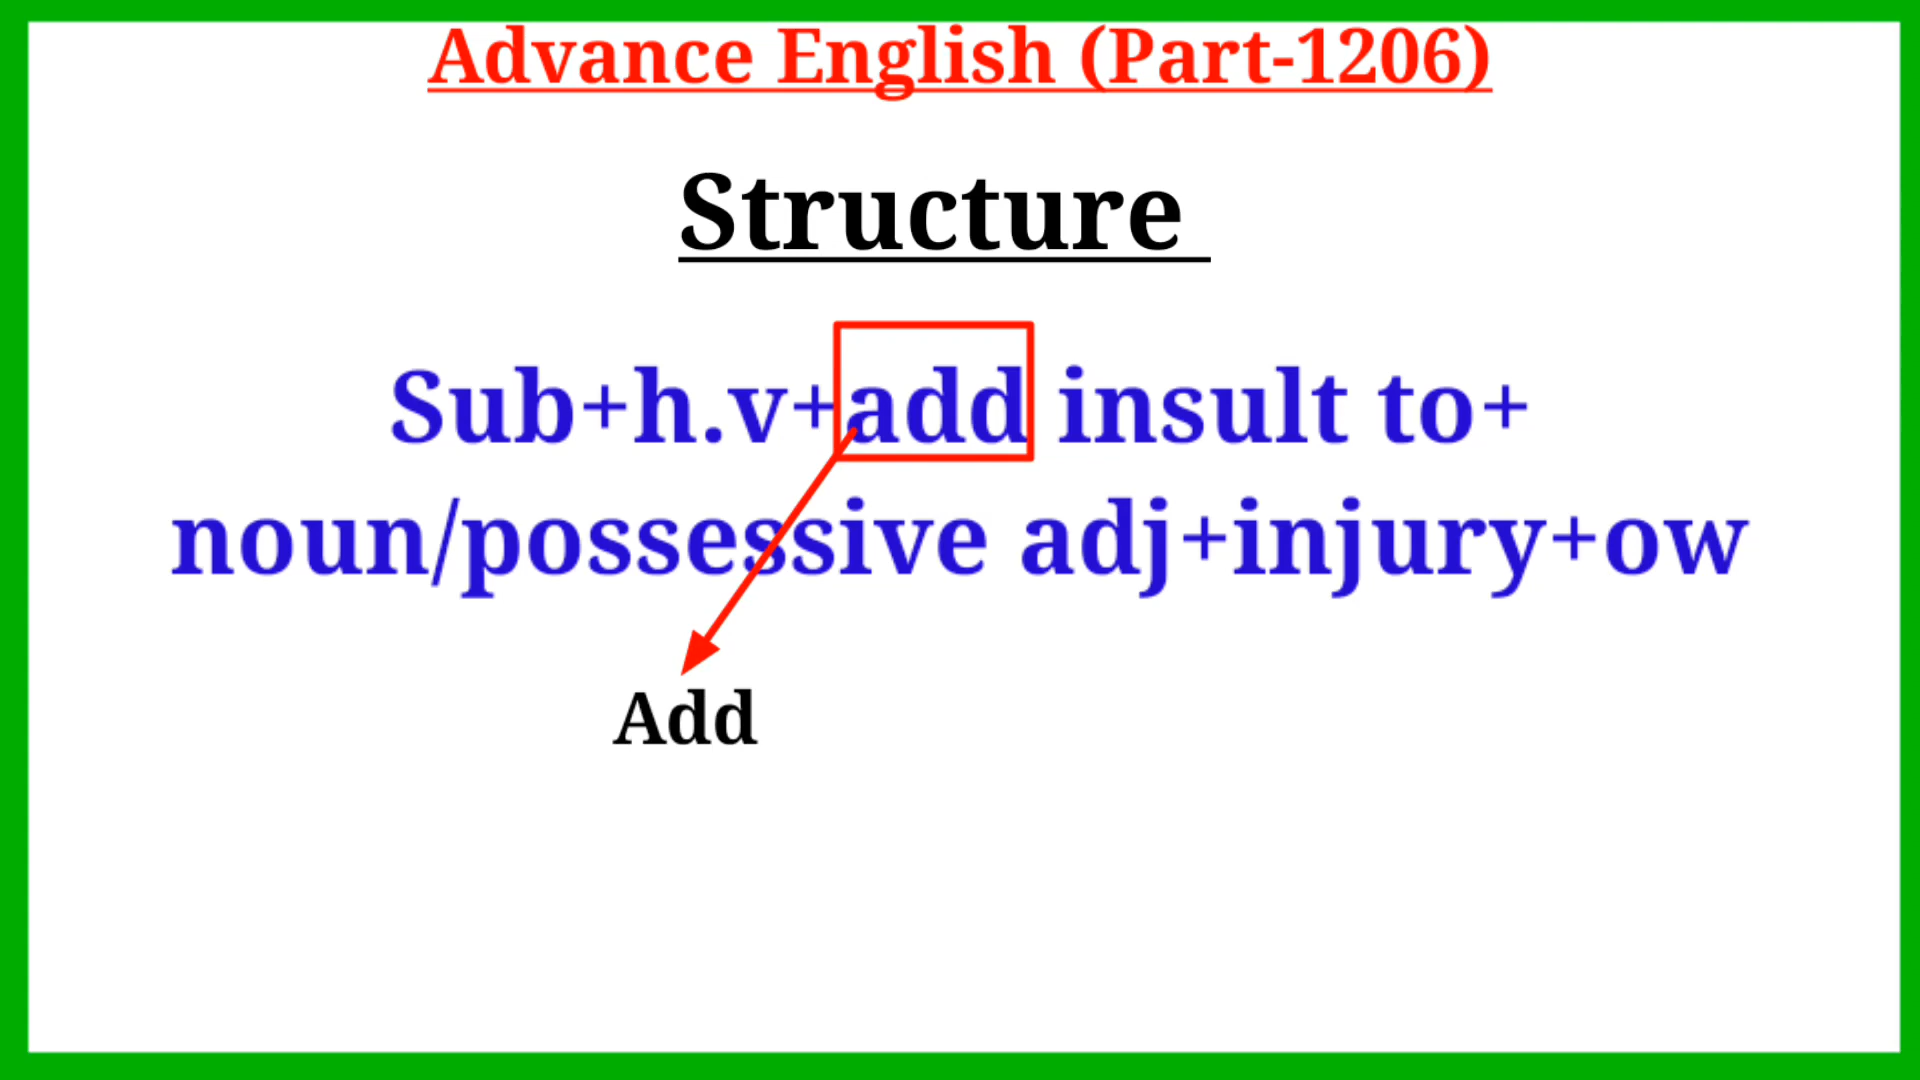 Advance English (Part-1206)
Structure
Sub+h.v+add insult to+
noun/possessive adj+injury+ow
Add